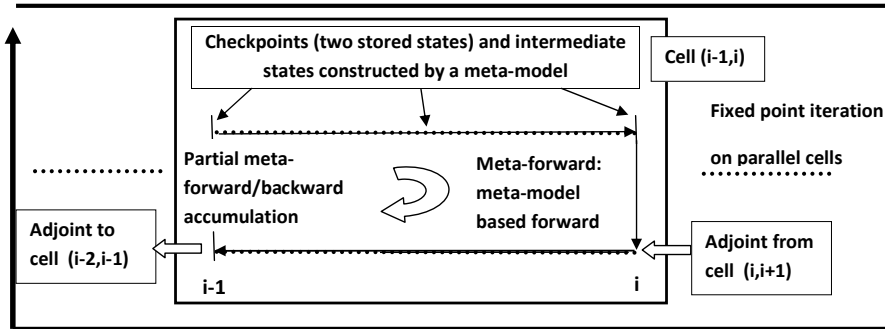 Checkpoints (two stored states) and intermediate
states constructed by a meta-model
Cell (i-1,i)
Fixed point iteration
on parallel cells
Partial meta-
forward/backward
accumulation
Meta-forward:
meta-model
based forward
Adjoint to
cell (i-2,i-1)
Adjoint from
cell (i,i+1)
i-1
i